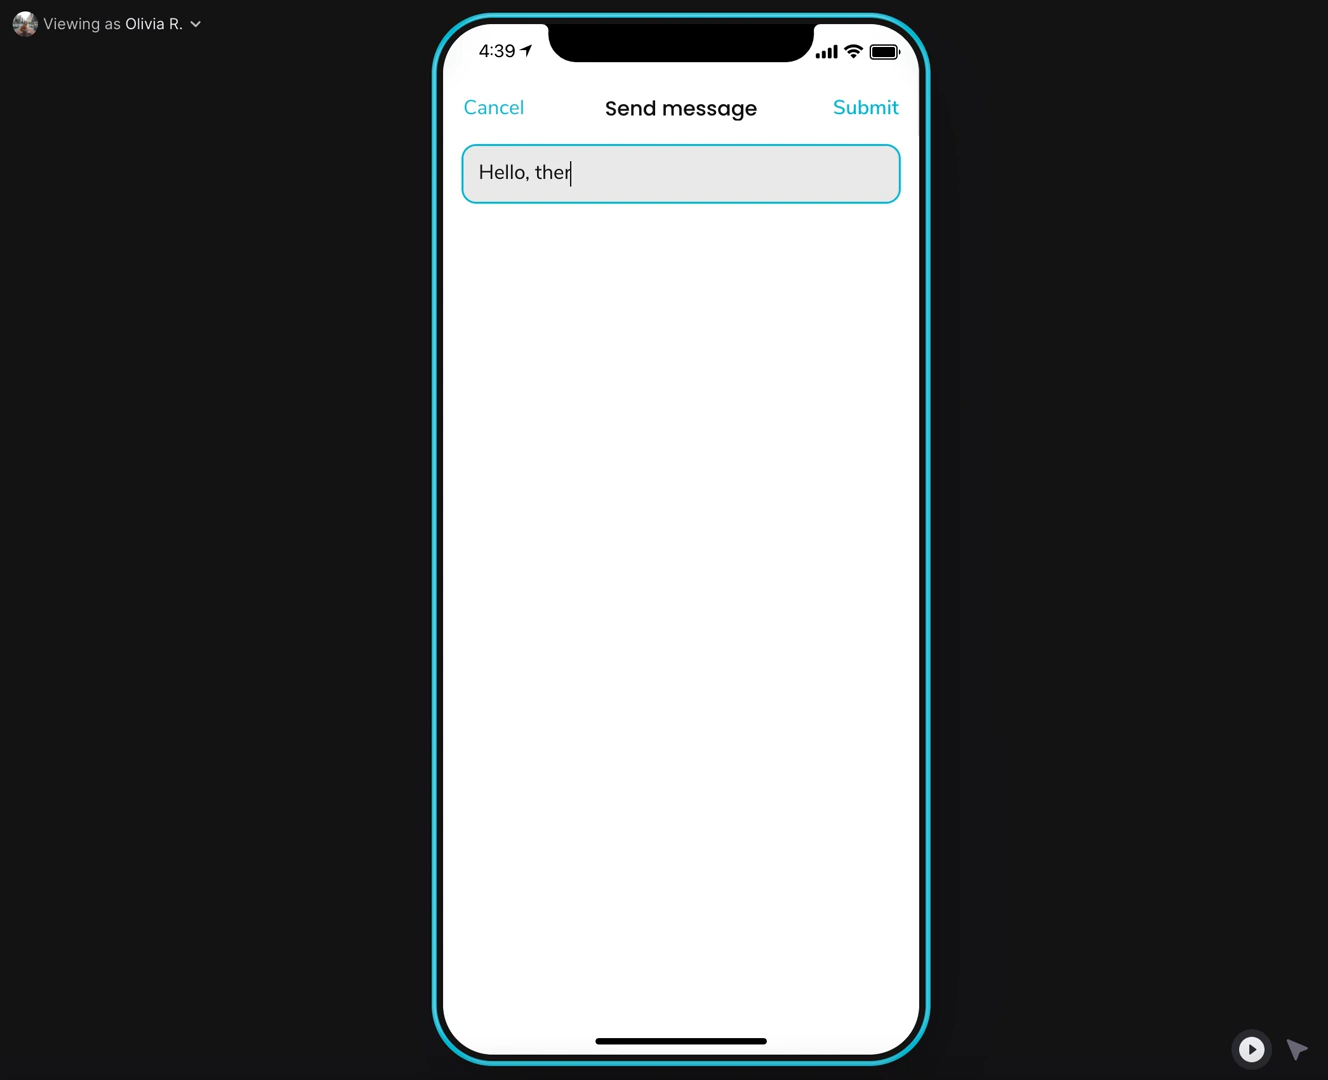 Viewing as Olivia R.
4:39
Cancel
Send message
Submit
Hello, ther